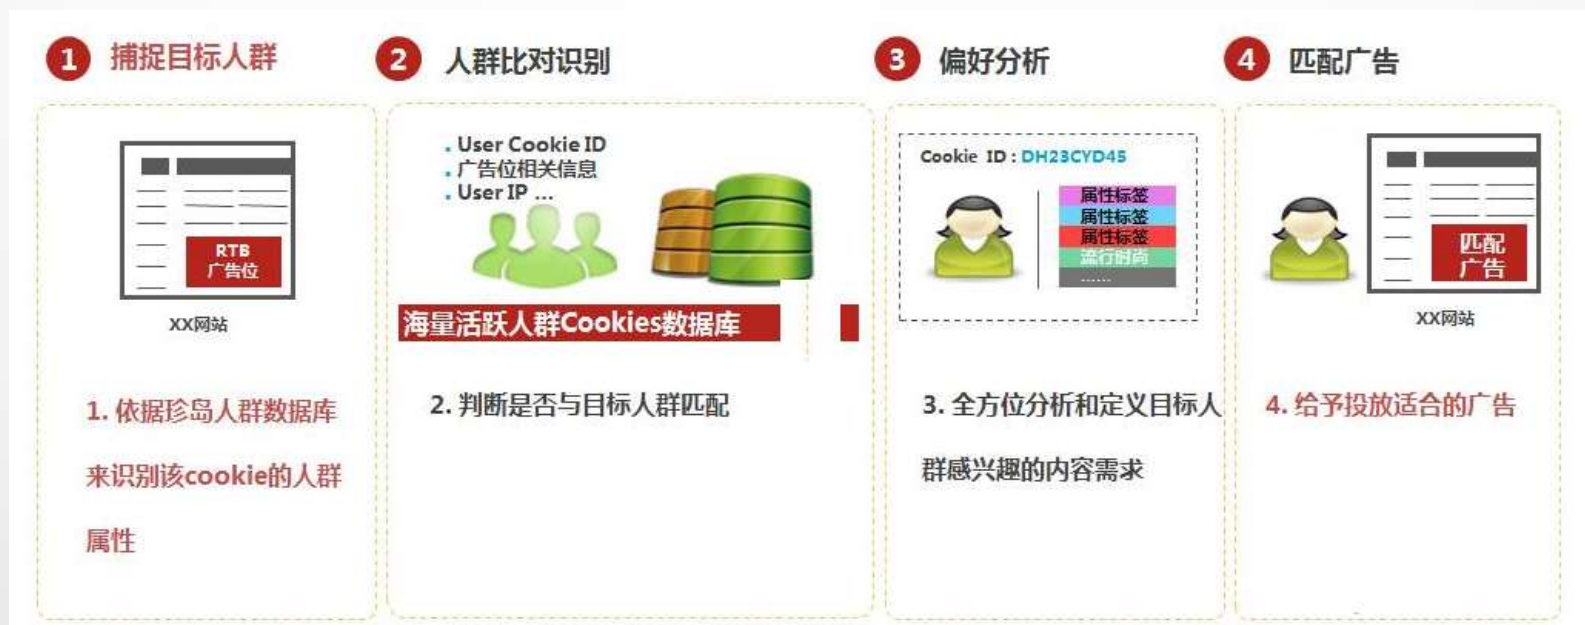 1 捕捉目标人群
RTB
广告位
XX网站
1. 依据珍岛人群数据库
来识别该cookie的人群
属性
2 人群比对识别
. User Cookie ID
. 广告位相关信息
. User IP ...
海量活跃人群Cookies数据库
2. 判断是否与目标人群匹配
3 偏好分析
Cookie ID : DH23CYD45
属性标签
属性标签
属性标签
流行时尚
......
3. 全方位分析和定义目标人
群感兴趣的内容需求
4 匹配广告
匹配
广告
XX网站
4. 给予投放适合的广告